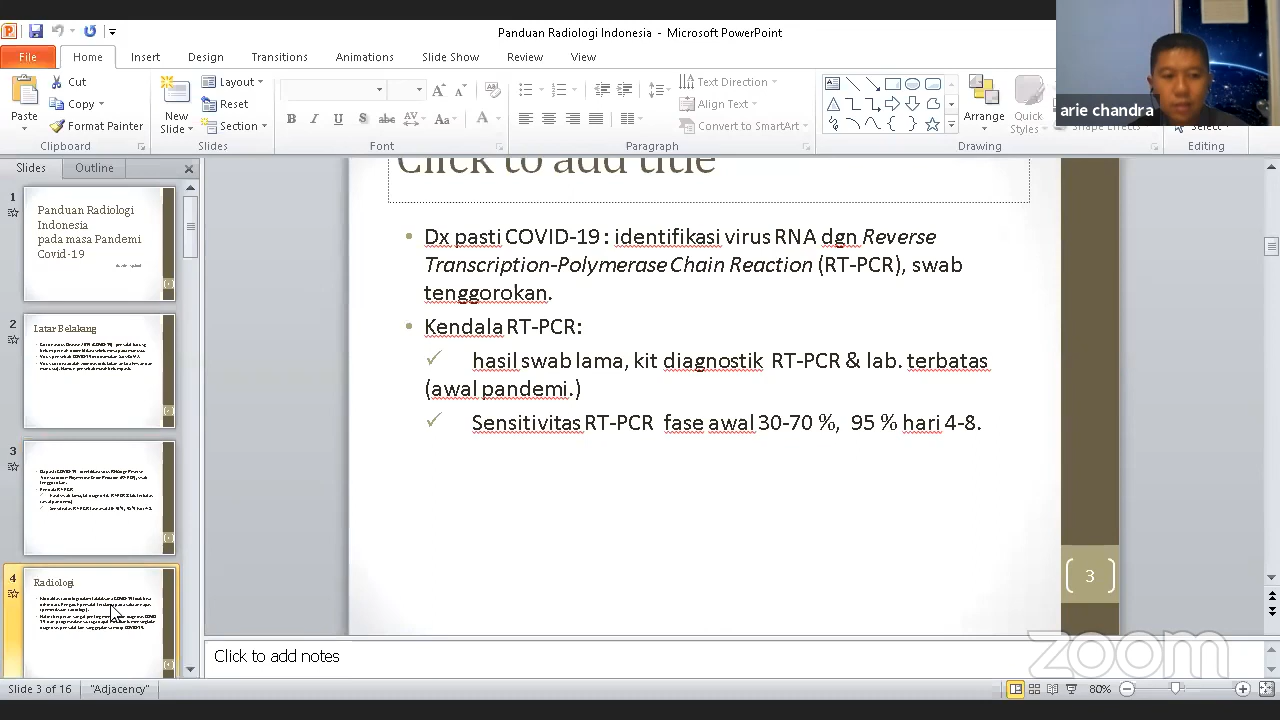 Panduan Radiologi Indonesia - Microsoft PowerPoint
File Home Insert Design Transitions Animations Slide Show Review View
Paste
Cut
Copy
Format Painter
Clipboard
New Slide
Layout
Reset
Section
Slides
Font
Text Direction
Align Text
Convert to SmartArt
Paragraph
Arrange
Quick Styles
Shape Effects
Drawing
Select
Editing
arie chandra
Slides Outline
1
Panduan Radiologi
Indonesia
pada masa Pandemi
Covid-19
2
Latar Belakang
3
4
Radiologi
Click to add title
Dx pasti COVID-19 : identifikasi virus RNA dgn Reverse
Transcription-Polymerase Chain Reaction (RT-PCR), swab
tenggorokan.
Kendala RT-PCR:
hasil swab lama, kit diagnostik RT-PCR & lab. terbatas
(awal pandemi.)
Sensitivitas RT-PCR fase awal 30-70 %, 95 % hari 4-8.
3
Click to add notes
zoom
Slide 3 of 16 "Adjacency" 80%